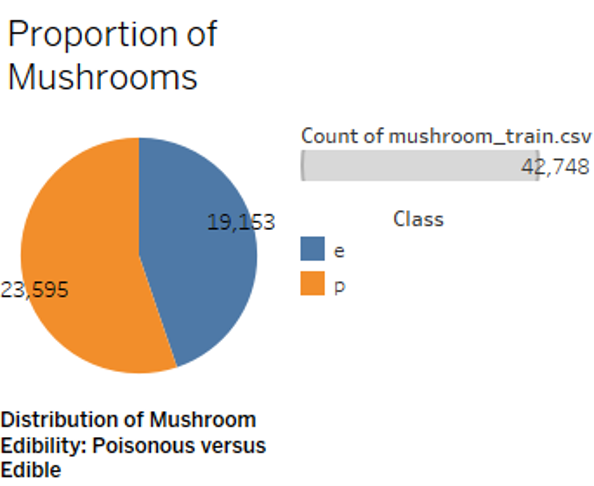 Proportion of
Mushrooms
Count of mushroom_train.csv
42,748
Class
e
p
19,153
23,595
Distribution of Mushroom
Edibility: Poisonous versus
Edible